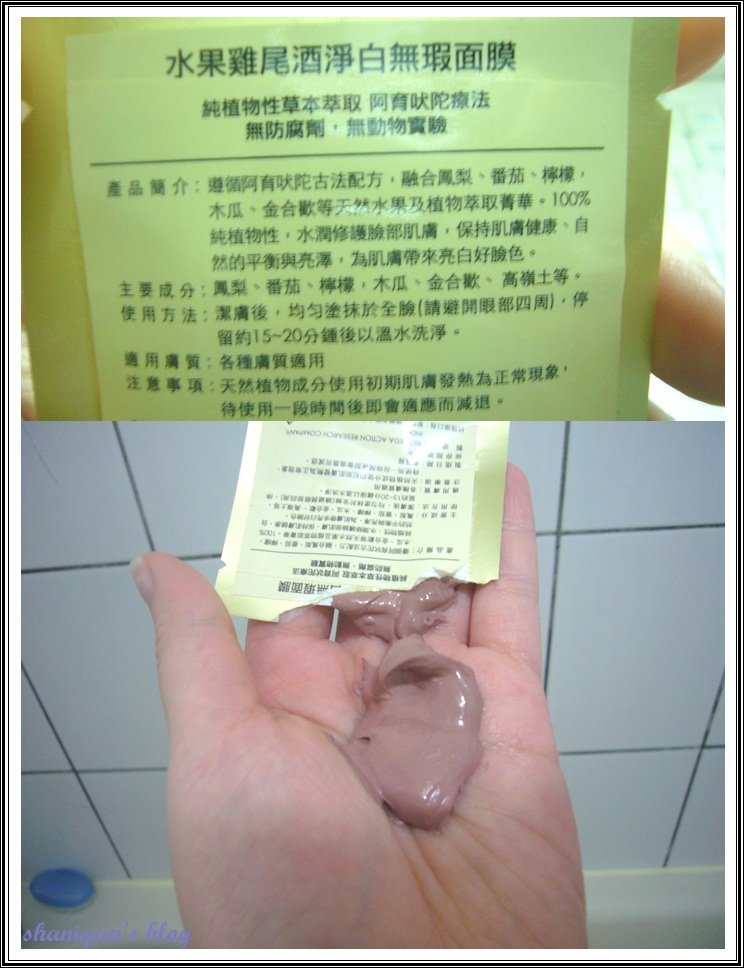 水果雞尾酒淨白無瑕面膜
純植物性草本萃取 阿育吠陀療法
無防腐劑，無動物實驗
產品簡介：遵循阿育吠陀古法配方，融合鳳梨、番茄、檸檬，
木瓜、金合歡等天然水果及植物萃取菁華。100%
純植物性，水潤修護臉部肌膚，保持肌膚健康、自
然的平衡與亮澤，為肌膚帶來亮白好臉色。
主要成分：鳳梨、番茄、檸檬，木瓜、金合歡、高嶺土等。
使用方法：潔膚後，均勻塗抹於全臉(請避開眼部四周)，停
留約15~20分鐘後以溫水洗淨。
適用膚質：各種膚質適用
注意事項：天然植物成分使用初期肌膚發熱為正常現象，
待使用一段時間後即會適應而減退。
EDA ACTION RESEARCH COMPANY
shaniqua's blog